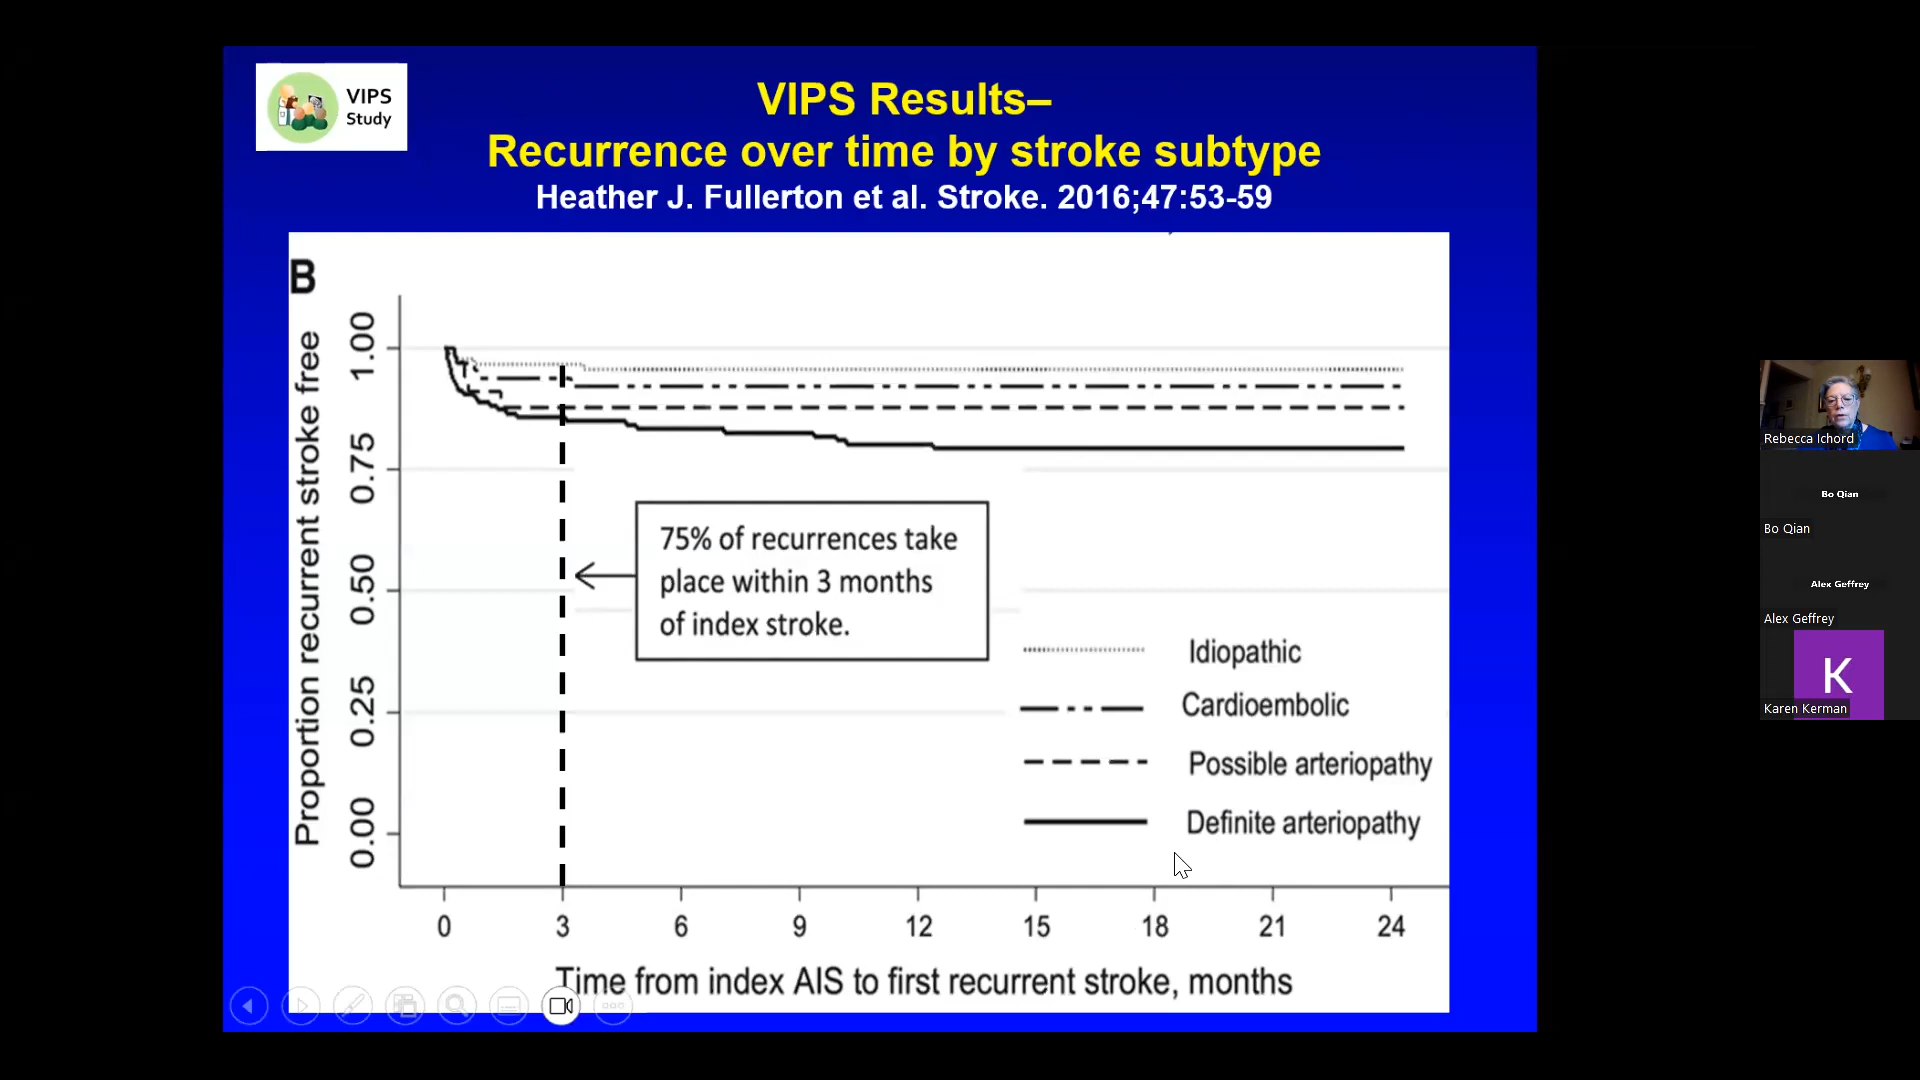 VIPS
Study
VIPS Results–
Recurrence over time by stroke subtype
Heather J. Fullerton et al. Stroke. 2016;47:53-59
B
Proportion recurrent stroke free
1.00
0.75
0.50
0.25
0.00
75% of recurrences take
place within 3 months
of index stroke.
Idiopathic
Cardioembolic
Possible arteriopathy
Definite arteriopathy
0 3 6 9 12 15 18 21 24
Time from index AIS to first recurrent stroke, months
Rebecca Ichord
Bo Qian
Bo Qian
Alex Geffrey
Alex Geffrey
K
Karen Kerman